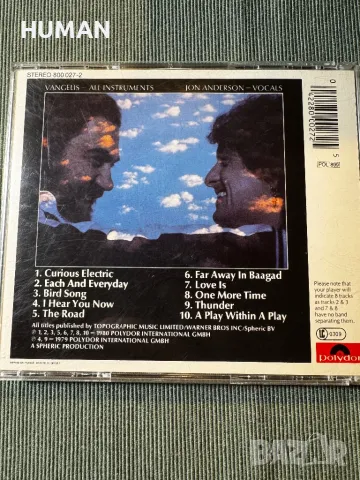 HUMAN
STEREO 800 027-2
VANGELIS — ALL INSTRUMENTS
JON ANDERSON — VOCALS
1. Curious Electric
2. Each And Everyday
3. Bird Song
4. I Hear You Now
5. The Road
6. Far Away In Baagad
7. Love Is
8. One More Time
9. Thunder
10. A Play Within A Play
All titles published by TOPOGRAPHIC MUSIC LIMITED/WARNER BROS INC/Spheric BV
℗ 1, 2, 3, 5, 6, 7, 8, 10 – 1980 POLYDOR INTERNATIONAL GMBH
℗ 4, 9 – 1979 POLYDOR INTERNATIONAL GMBH
A SPHERIC PRODUCTION
Please note that
your player will
indicate 8 tracks
as tracks 2 & 3
and 7 & 8
have no band
separating them.
LC 0309
polydor
bazar